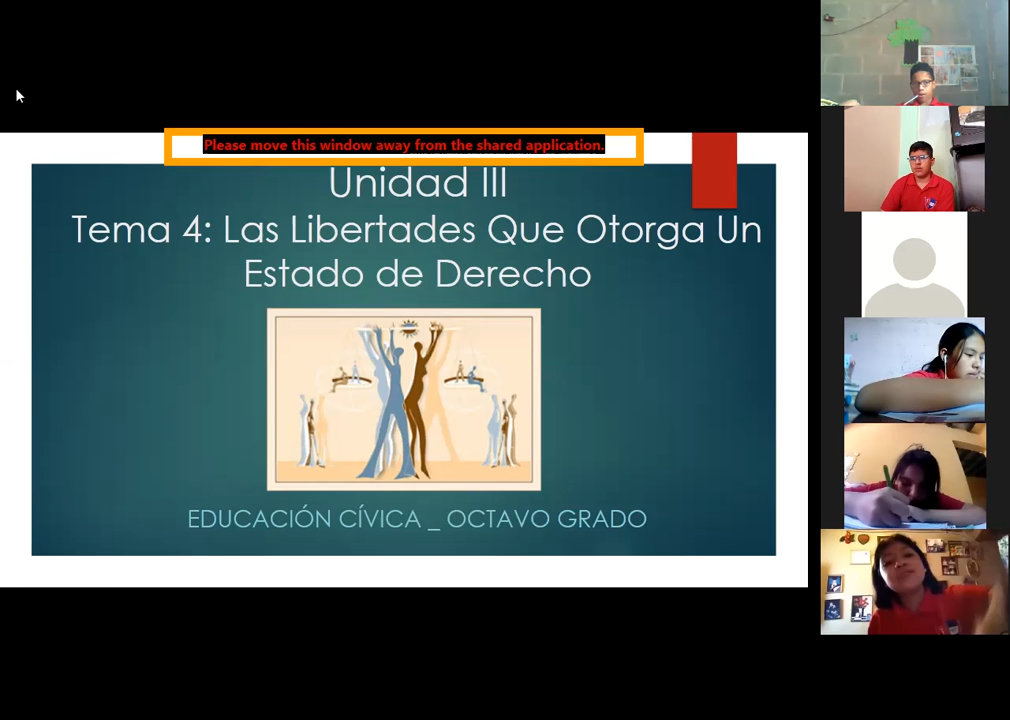 Please move this window away from the shared application.
Unidad III
Tema 4: Las Libertades Que Otorga Un
Estado de Derecho
EDUCACIÓN CÍVICA _ OCTAVO GRADO